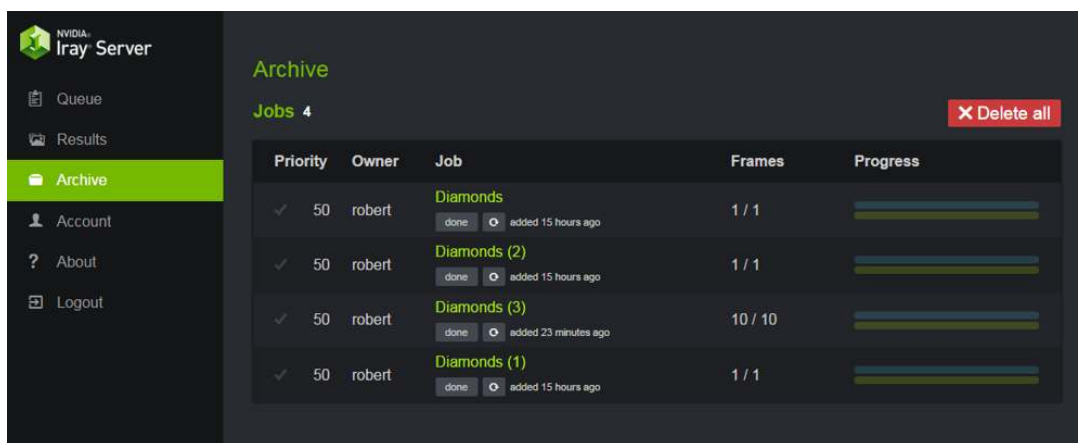 NVIDIA.
Iray® Server
Queue
Results
Archive
Account
? About
Logout
Archive
Jobs 4
Delete all
Priority Owner Job Frames Progress
50 robert Diamonds 1 / 1
done added 15 hours ago
50 robert Diamonds (2) 1 / 1
done added 15 hours ago
50 robert Diamonds (3) 10 / 10
done added 23 minutes ago
50 robert Diamonds (1) 1 / 1
done added 15 hours ago